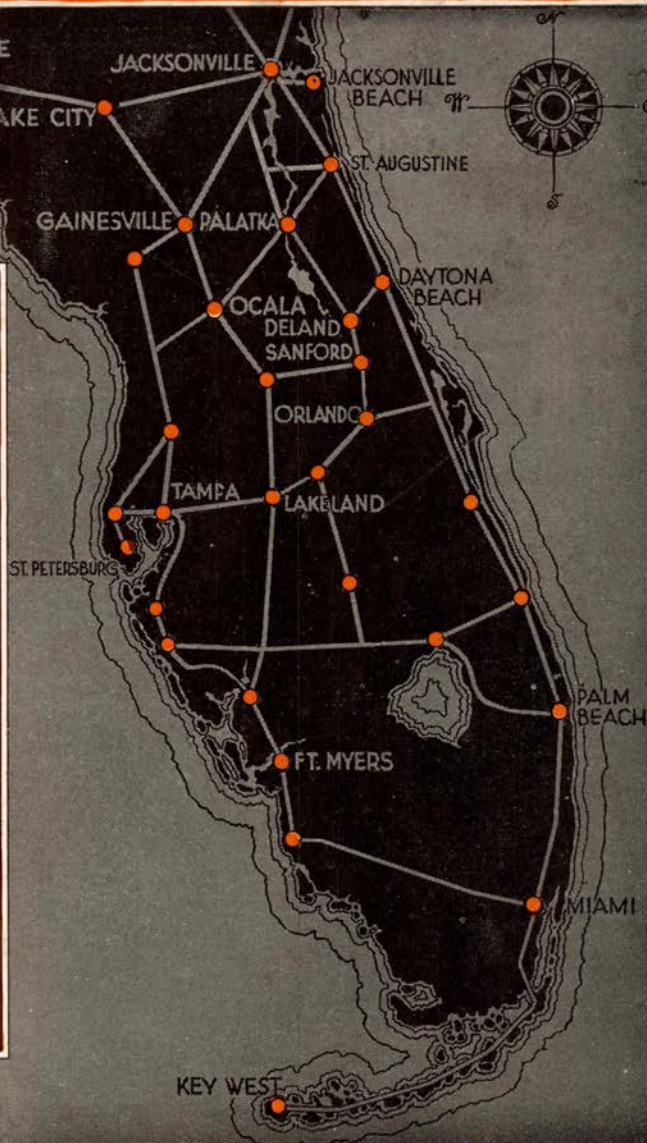 JACKSONVILLE
JACKSONVILLE
BEACH
N
W
S
AKE CITY
ST. AUGUSTINE
GAINESVILLE
PALATKA
DAYTONA
BEACH
OCALA
DELAND
SANFORD
ORLANDO
TAMPA
LAKELAND
ST. PETERSBURG
PALM
BEACH
FT. MYERS
MIAMI
KEY WEST